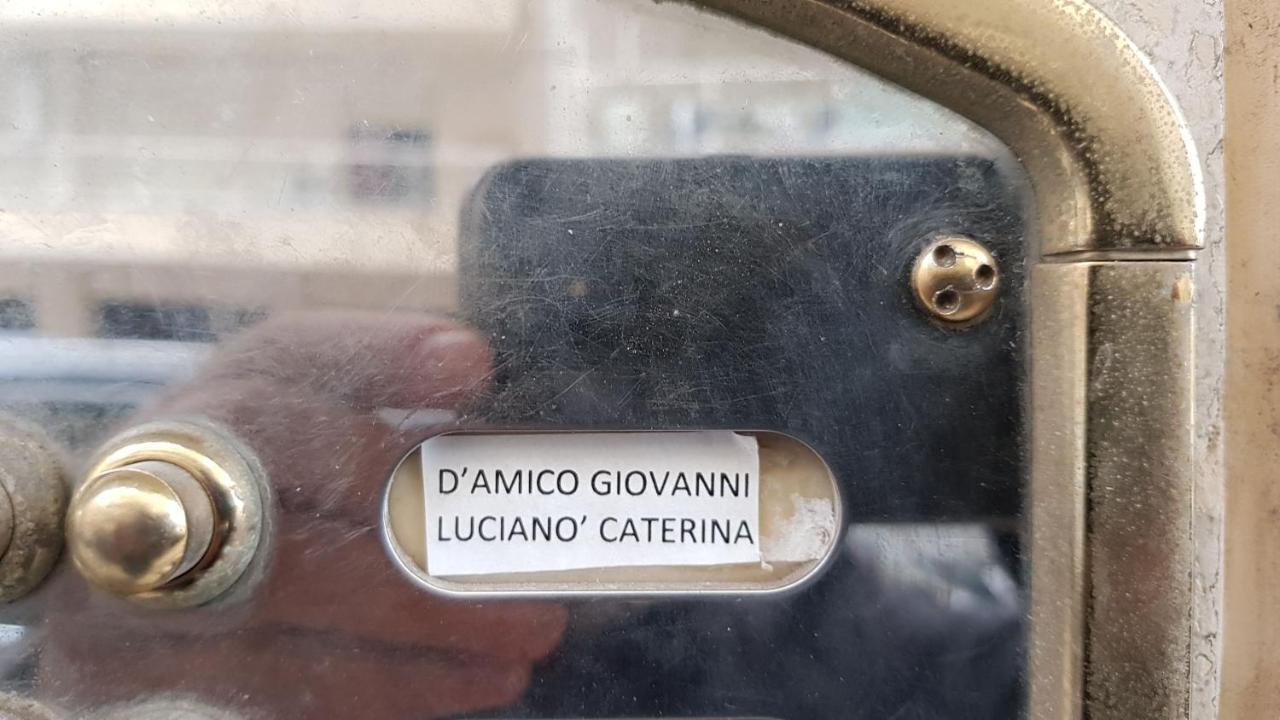 D’AMICO GIOVANNI
LUCIANO’ CATERINA